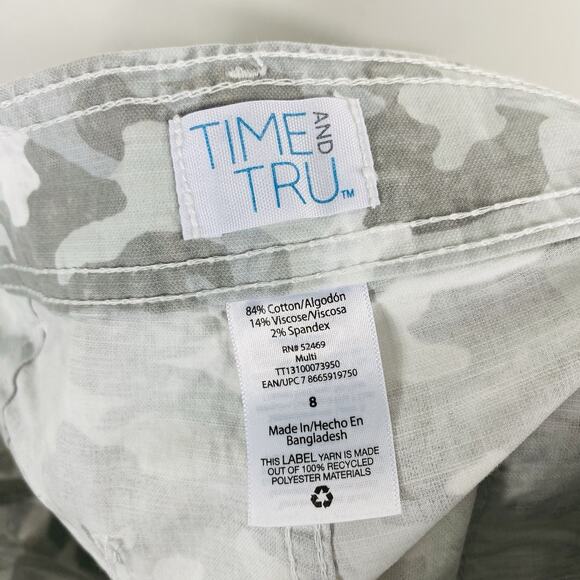 TIME AND
TRU™
84% Cotton/Algodón
14% Viscose/Viscosa
2% Spandex
RN# 52469
Multi
TT13100073950
EAN/UPC 7 8665919750
8
Made In/Hecho En
Bangladesh
THIS LABEL YARN IS MADE
OUT OF 100% RECYCLED
POLYESTER MATERIALS